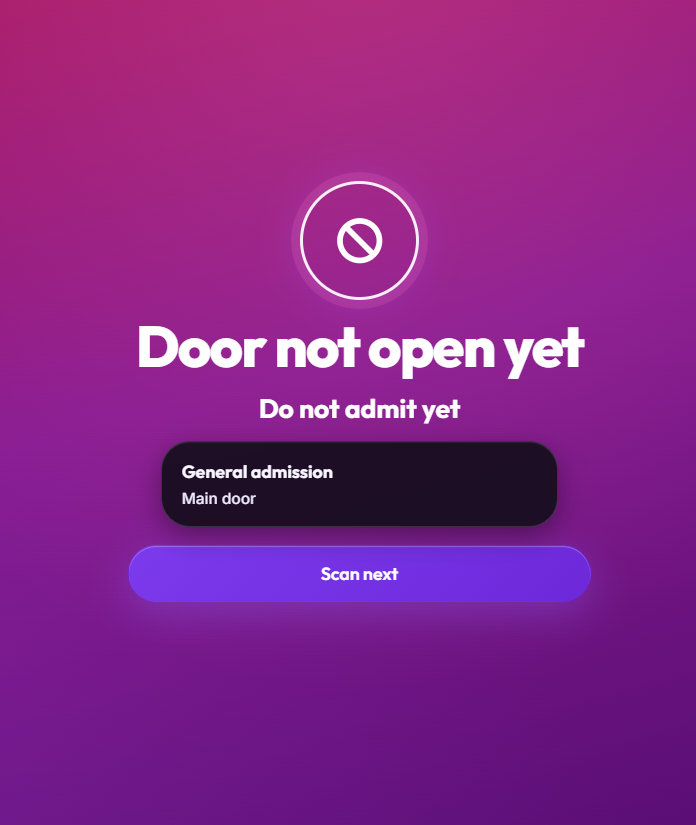 Door not open yet
Do not admit yet
General admission
Main door
Scan next